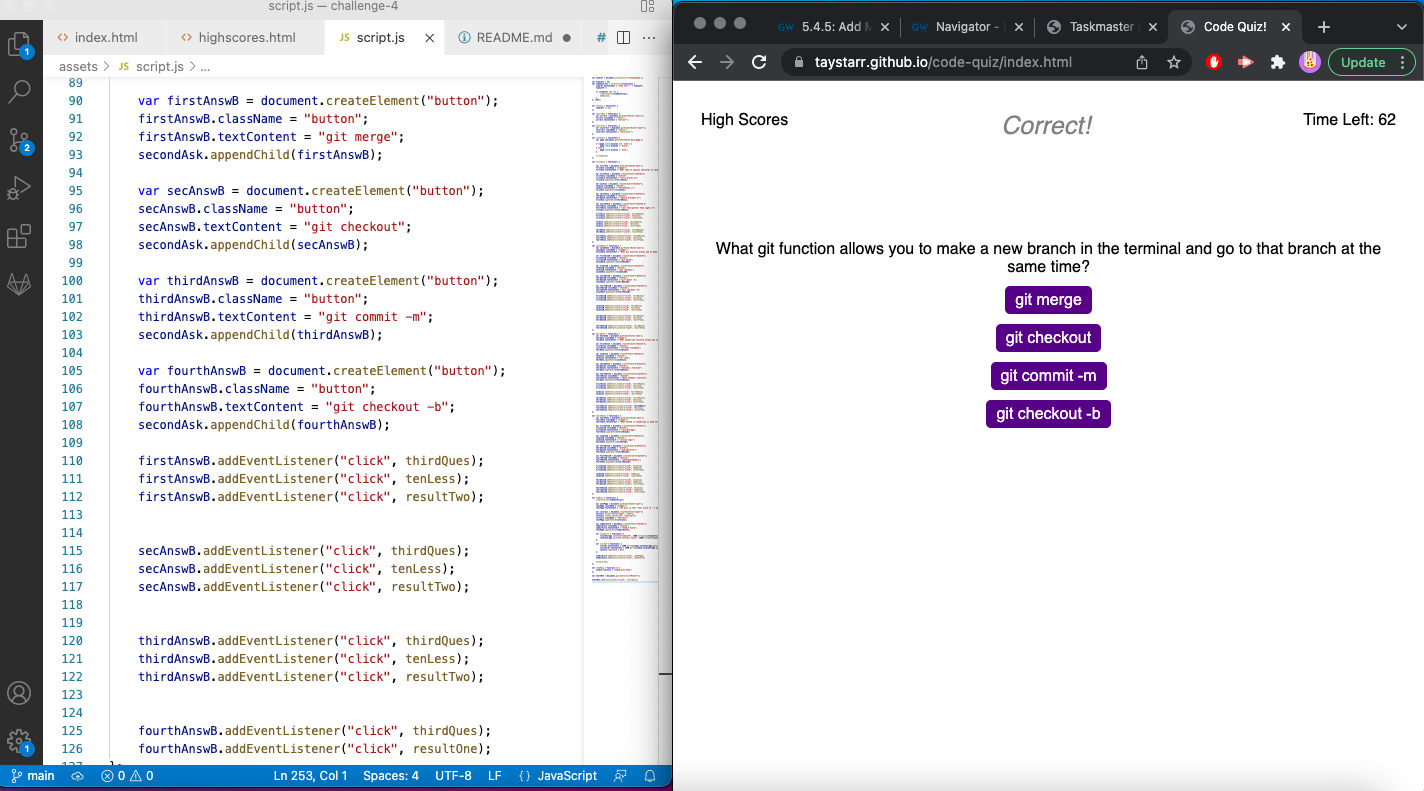 script.js — challenge-4
index.html
highscores.html
JS script.js
README.md
#
assets > JS script.js > ...
89
90 var firstAnswB = document.createElement("button");
91 firstAnswB.className = "button";
92 firstAnswB.textContent = "git merge";
93 secondAsk.appendChild(firstAnswB);
94
95 var secAnswB = document.createElement("button");
96 secAnswB.className = "button";
97 secAnswB.textContent = "git checkout";
98 secondAsk.appendChild(secAnswB);
99
100 var thirdAnswB = document.createElement("button");
101 thirdAnswB.className = "button";
102 thirdAnswB.textContent = "git commit -m";
103 secondAsk.appendChild(thirdAnswB);
104
105 var fourthAnswB = document.createElement("button");
106 fourthAnswB.className = "button";
107 fourthAnswB.textContent = "git checkout -b";
108 secondAsk.appendChild(fourthAnswB);
109
110 firstAnswB.addEventListener("click", thirdQues);
111 firstAnswB.addEventListener("click", tenLess);
112 firstAnswB.addEventListener("click", resultTwo);
113
114
115 secAnswB.addEventListener("click", thirdQues);
116 secAnswB.addEventListener("click", tenLess);
117 secAnswB.addEventListener("click", resultTwo);
118
119
120 thirdAnswB.addEventListener("click", thirdQues);
121 thirdAnswB.addEventListener("click", tenLess);
122 thirdAnswB.addEventListener("click", resultTwo);
123
124
125 fourthAnswB.addEventListener("click", thirdQues);
126 fourthAnswB.addEventListener("click", resultOne);
1
2
1
main
0
0
Ln 253, Col 1
Spaces: 4
UTF-8
LF
{ } JavaScript
GW 5.4.5: Add M
GW Navigator -
Taskmaster
Code Quiz!
taystarr.github.io/code-quiz/index.html
Update
High Scores
Correct!
Time Left: 62
What git function allows you to make a new branch in the terminal and go to that branch at the
same time?
git merge
git checkout
git commit -m
git checkout -b